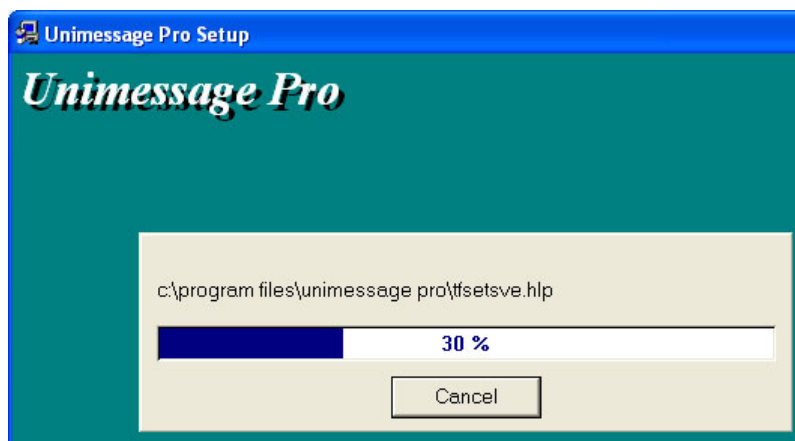 Unimessage Pro Setup
Unimessage Pro
c:\program files\unimessage pro\tfsetsve.hlp
30 %
Cancel